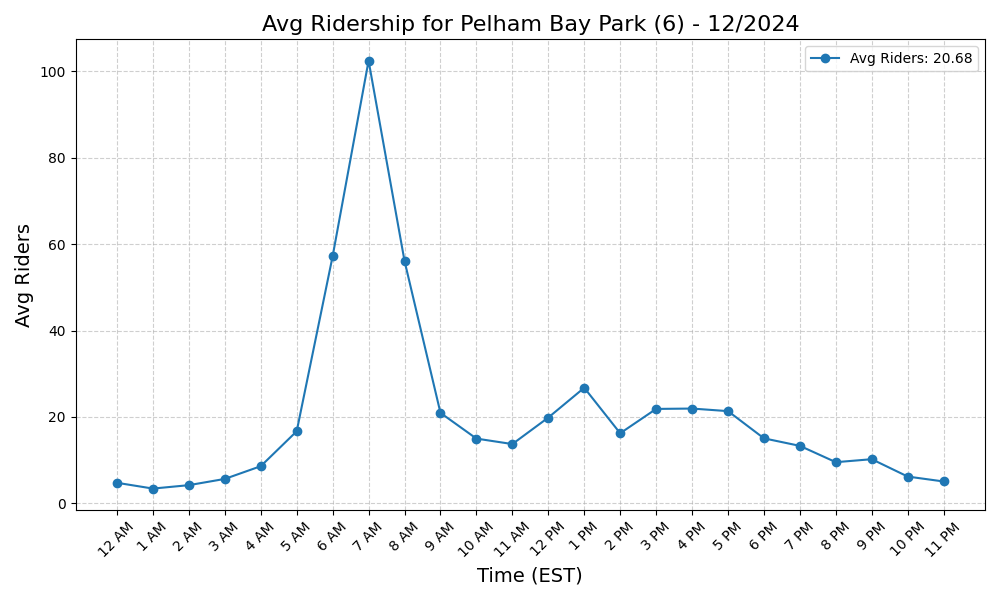 Avg Ridership for Pelham Bay Park (6) - 12/2024
Avg Riders: 20.68
Avg Riders
100
80
60
40
20
0
12 AM 1 AM 2 AM 3 AM 4 AM 5 AM 6 AM 7 AM 8 AM 9 AM 10 AM 11 AM 12 PM 1 PM 2 PM 3 PM 4 PM 5 PM 6 PM 7 PM 8 PM 9 PM 10 PM 11 PM
Time (EST)